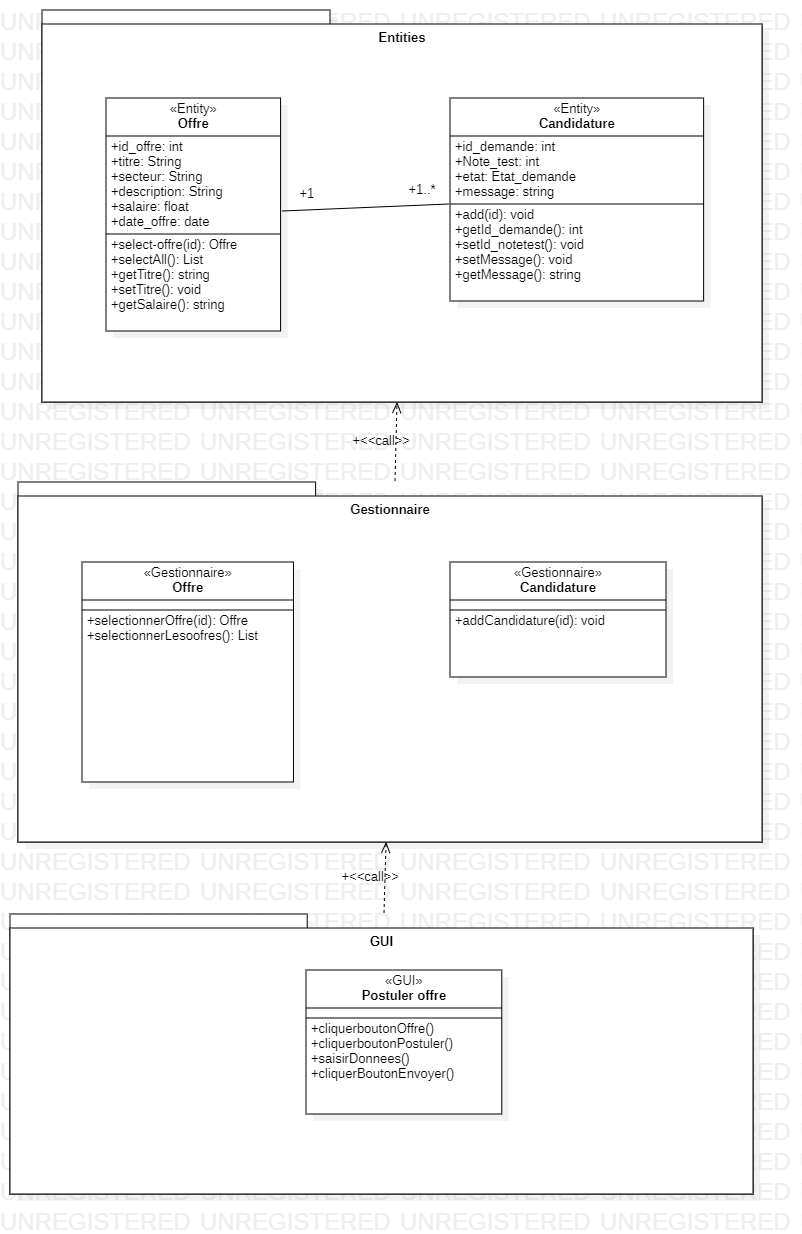 Entities
«Entity»
Offre
+id_offre: int
+titre: String
+secteur: String
+description: String
+salaire: float
+date_offre: date
+select-offre(id): Offre
+selectAll(): List
+getTitre(): string
+setTitre(): void
+getSalaire(): string
+1
+1..*
«Entity»
Candidature
+id_demande: int
+Note_test: int
+etat: Etat_demande
+message: string
+add(id): void
+getId_demande(): int
+setId_notetest(): void
+setMessage(): void
+getMessage(): string
+<<call>>
Gestionnaire
«Gestionnaire»
Offre
+selectionnerOffre(id): Offre
+selectionnerLesoofres(): List
«Gestionnaire»
Candidature
+addCandidature(id): void
+<<call>>
GUI
«GUI»
Postuler offre
+cliquerboutonOffre()
+cliquerboutonPostuler()
+saisirDonnees()
+cliquerBoutonEnvoyer()
UNREGISTERED UNREGISTERED UNREGISTERED UNREGISTERED